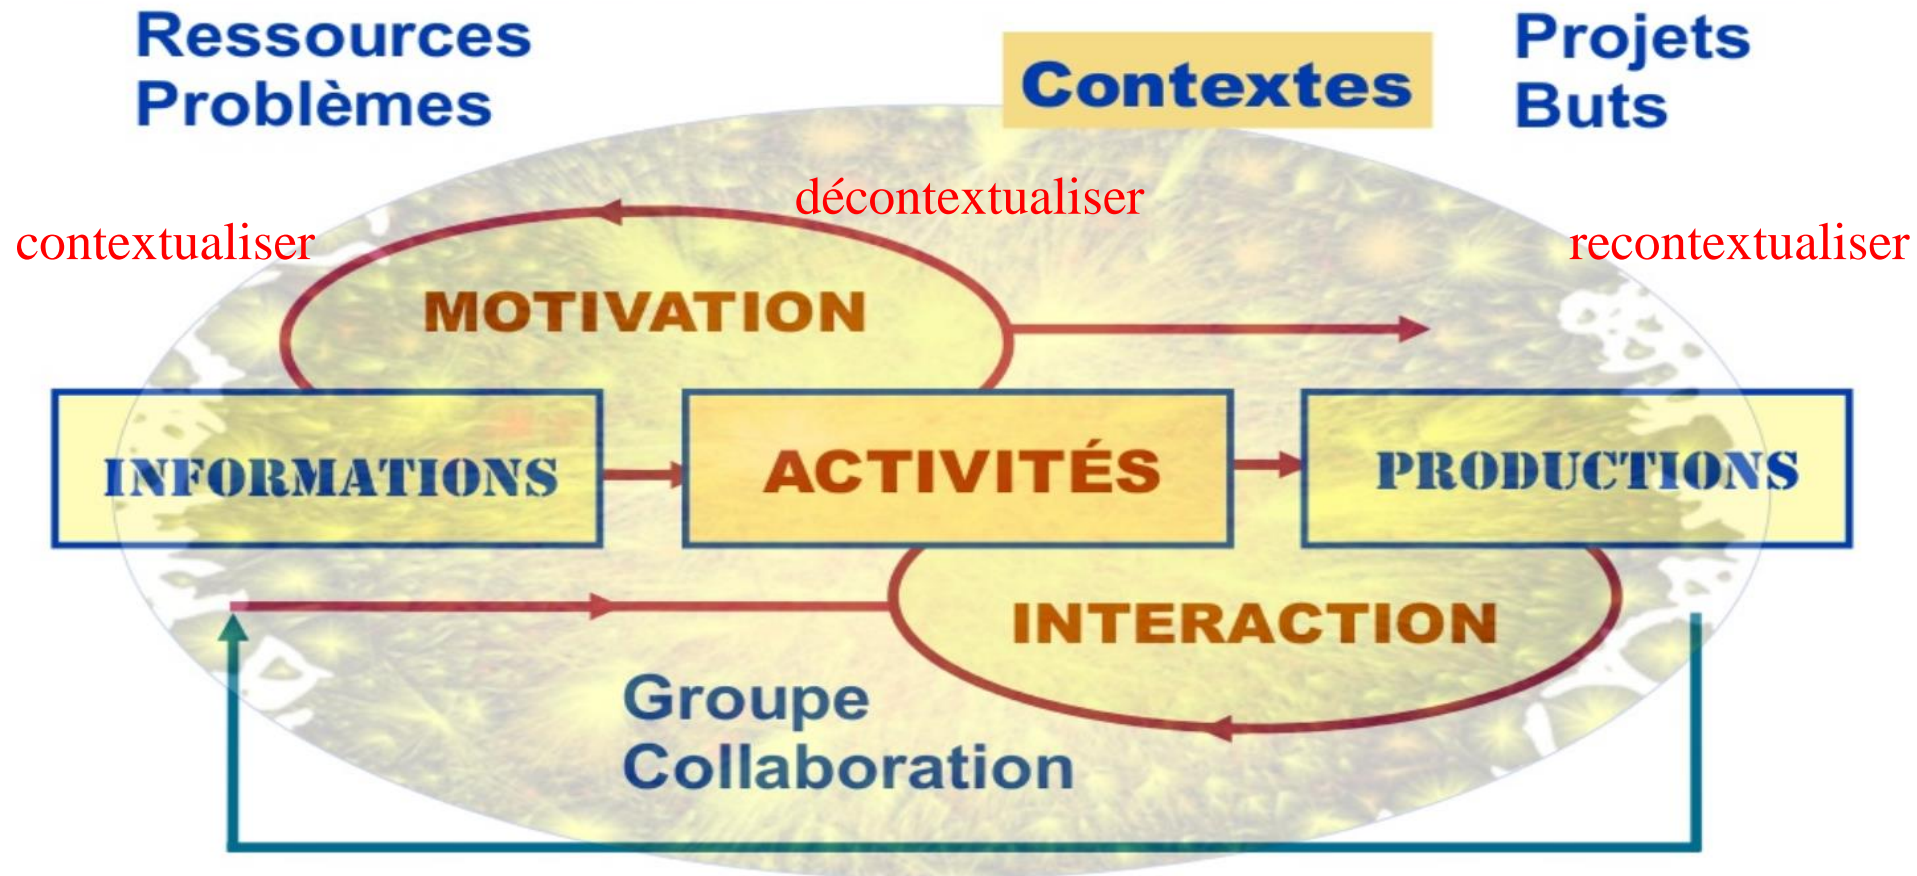 Ressources
Problèmes
Contextes
Projets
Buts
décontextualiser
contextualiser
recontextualiser
MOTIVATION
INFORMATIONS
ACTIVITÉS
PRODUCTIONS
INTERACTION
Groupe
Collaboration